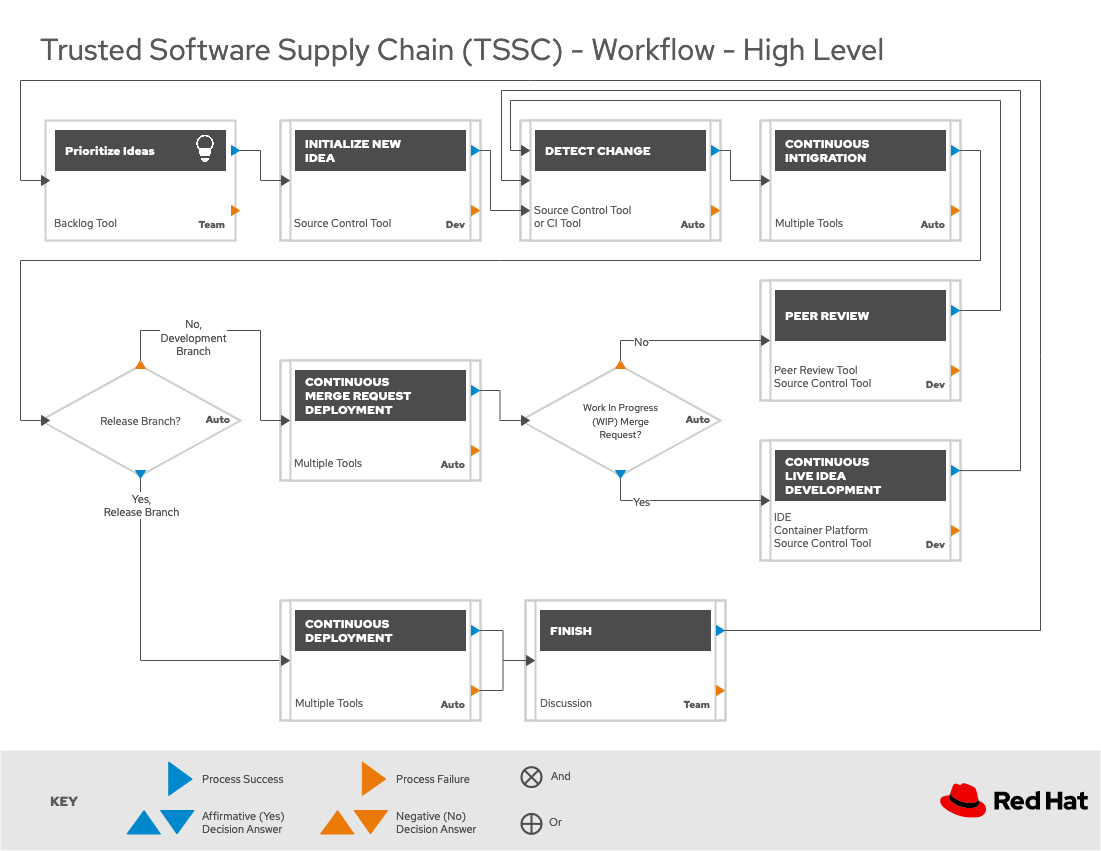 Trusted Software Supply Chain (TSSC) - Workflow - High Level
Prioritize Ideas
Backlog Tool
Team
INITIALIZE NEW
IDEA
Source Control Tool
Dev
DETECT CHANGE
Source Control Tool
or CI Tool
Auto
CONTINUOUS
INTIGRATION
Multiple Tools
Auto
No,
Development
Branch
Release Branch?
Auto
Yes,
Release Branch
CONTINUOUS
MERGE REQUEST
DEPLOYMENT
Multiple Tools
Auto
No
Work In Progress
(WIP) Merge
Request?
Auto
Yes
PEER REVIEW
Peer Review Tool
Source Control Tool
Dev
CONTINUOUS
LIVE IDEA
DEVELOPMENT
IDE
Container Platform
Source Control Tool
Dev
CONTINUOUS
DEPLOYMENT
Multiple Tools
Auto
FINISH
Discussion
Team
KEY
Process Success
Process Failure
And
Affirmative (Yes)
Decision Answer
Negative (No)
Decision Answer
Or
Red Hat